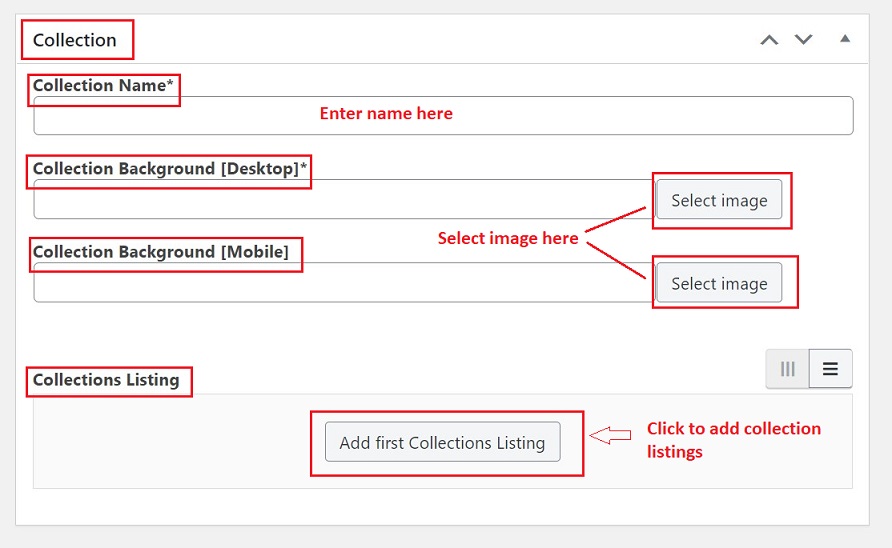 Collection
Collection Name*
Enter name here
Collection Background [Desktop]*
Select image
Select image here
Collection Background [Mobile]
Select image
Collections Listing
Add first Collections Listing
Click to add collection
listings